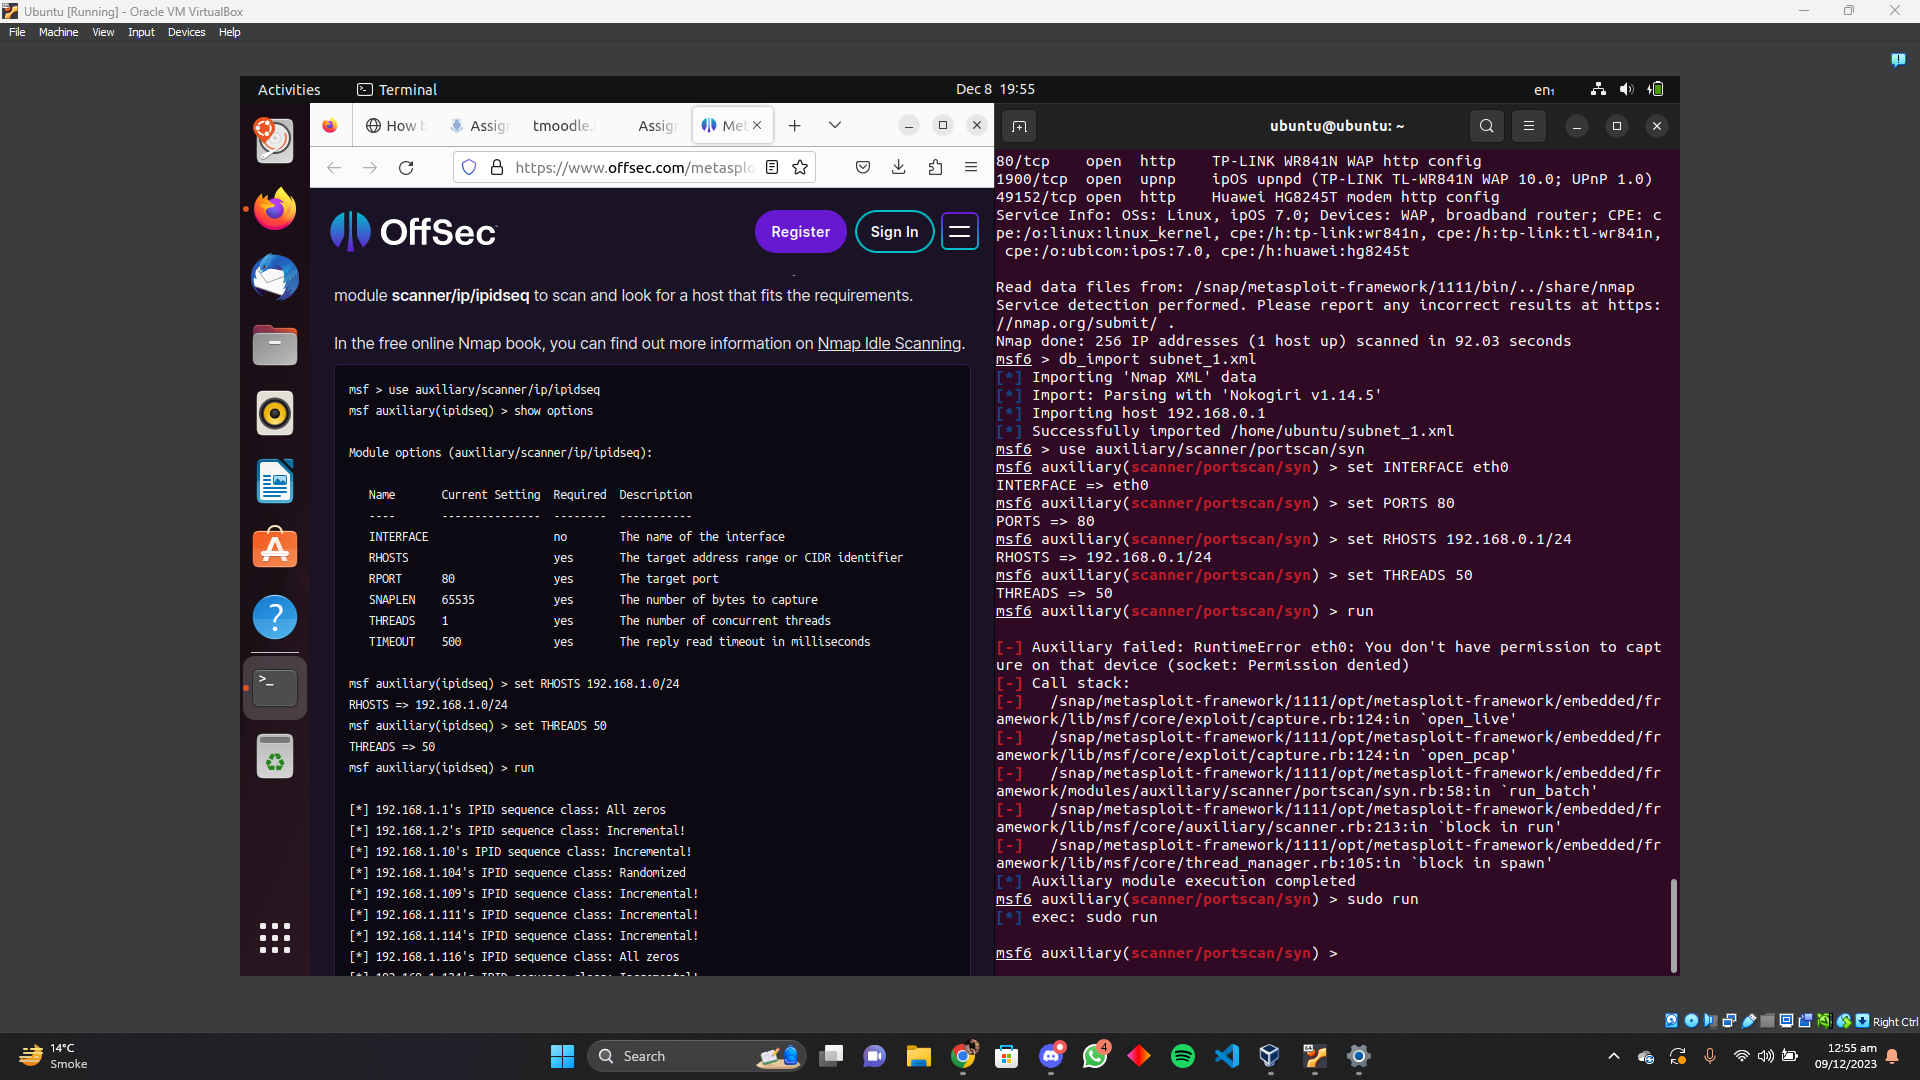 Ubuntu [Running] - Oracle VM VirtualBox
File Machine View Input Devices Help
Activities Terminal Dec 8 19:55 en₁
How t Assign tmoodle. Assign Met
https://www.offsec.com/metasplo
OffSec Register Sign In
module scanner/ip/ipidseq to scan and look for a host that fits the requirements.
In the free online Nmap book, you can find out more information on Nmap Idle Scanning.
msf > use auxiliary/scanner/ip/ipidseq
msf auxiliary(ipidseq) > show options
Module options (auxiliary/scanner/ip/ipidseq):
Name Current Setting Required Description
---- --------------- -------- -----------
INTERFACE no The name of the interface
RHOSTS yes The target address range or CIDR identifier
RPORT 80 yes The target port
SNAPLEN 65535 yes The number of bytes to capture
THREADS 1 yes The number of concurrent threads
TIMEOUT 500 yes The reply read timeout in milliseconds
msf auxiliary(ipidseq) > set RHOSTS 192.168.1.0/24
RHOSTS => 192.168.1.0/24
msf auxiliary(ipidseq) > set THREADS 50
THREADS => 50
msf auxiliary(ipidseq) > run
[*] 192.168.1.1's IPID sequence class: All zeros
[*] 192.168.1.2's IPID sequence class: Incremental!
[*] 192.168.1.10's IPID sequence class: Incremental!
[*] 192.168.1.104's IPID sequence class: Randomized
[*] 192.168.1.109's IPID sequence class: Incremental!
[*] 192.168.1.111's IPID sequence class: Incremental!
[*] 192.168.1.114's IPID sequence class: Incremental!
[*] 192.168.1.116's IPID sequence class: All zeros
ubuntu@ubuntu: ~
80/tcp open http TP-LINK WR841N WAP http config
1900/tcp open upnp ipOS upnpd (TP-LINK TL-WR841N WAP 10.0; UPnP 1.0)
49152/tcp open http Huawei HG8245T modem http config
Service Info: OSs: Linux, ipOS 7.0; Devices: WAP, broadband router; CPE: c
pe:/o:linux:linux_kernel, cpe:/h:tp-link:wr841n, cpe:/h:tp-link:tl-wr841n,
cpe:/o:ubicom:ipos:7.0, cpe:/h:huawei:hg8245t
Read data files from: /snap/metasploit-framework/1111/bin/../share/nmap
Service detection performed. Please report any incorrect results at https:
//nmap.org/submit/ .
Nmap done: 256 IP addresses (1 host up) scanned in 92.03 seconds
msf6 > db_import subnet_1.xml
[*] Importing 'Nmap XML' data
[*] Import: Parsing with 'Nokogiri v1.14.5'
[*] Importing host 192.168.0.1
[*] Successfully imported /home/ubuntu/subnet_1.xml
msf6 > use auxiliary/scanner/portscan/syn
msf6 auxiliary(scanner/portscan/syn) > set INTERFACE eth0
INTERFACE => eth0
msf6 auxiliary(scanner/portscan/syn) > set PORTS 80
PORTS => 80
msf6 auxiliary(scanner/portscan/syn) > set RHOSTS 192.168.0.1/24
RHOSTS => 192.168.0.1/24
msf6 auxiliary(scanner/portscan/syn) > set THREADS 50
THREADS => 50
msf6 auxiliary(scanner/portscan/syn) > run
[-] Auxiliary failed: RuntimeError eth0: You don't have permission to capt
ure on that device (socket: Permission denied)
[-] Call stack:
[-] /snap/metasploit-framework/1111/opt/metasploit-framework/embedded/fr
amework/lib/msf/core/exploit/capture.rb:124:in `open_live'
[-] /snap/metasploit-framework/1111/opt/metasploit-framework/embedded/fr
amework/lib/msf/core/exploit/capture.rb:124:in `open_pcap'
[-] /snap/metasploit-framework/1111/opt/metasploit-framework/embedded/fr
amework/modules/auxiliary/scanner/portscan/syn.rb:58:in `run_batch'
[-] /snap/metasploit-framework/1111/opt/metasploit-framework/embedded/fr
amework/lib/msf/core/auxiliary/scanner.rb:213:in `block in run'
[-] /snap/metasploit-framework/1111/opt/metasploit-framework/embedded/fr
amework/lib/msf/core/thread_manager.rb:105:in `block in spawn'
[*] Auxiliary module execution completed
msf6 auxiliary(scanner/portscan/syn) > sudo run
[*] exec: sudo run
msf6 auxiliary(scanner/portscan/syn) >
Right Ctrl
14°C
Smoke
Search
4
12:55 am
09/12/2023